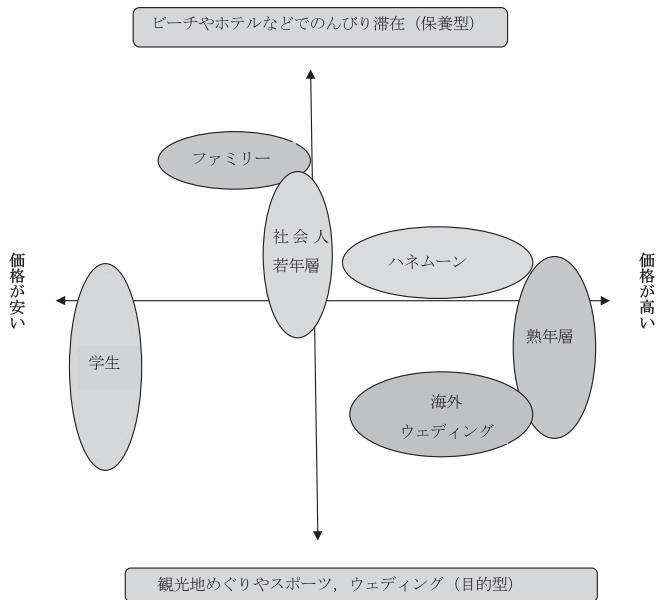 ビーチやホテルなどでのんびり滞在（保養型）
ファミリー
社会人
若年層
ハネムーン
価格が安い
価格が高い
熟年層
学生
海外
ウェディング
観光地めぐりやスポーツ，ウェディング（目的型）